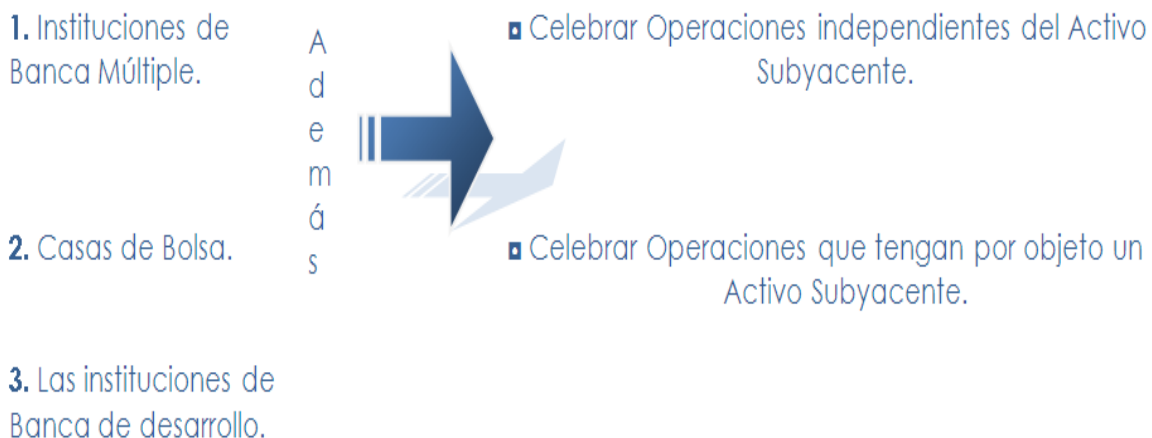 1. Instituciones de
Banca Múltiple.
2. Casas de Bolsa.
3. Las instituciones de
Banca de desarrollo.
A
d
e
m
á
s
◘ Celebrar Operaciones independientes del Activo
Subyacente.
◘ Celebrar Operaciones que tengan por objeto un
Activo Subyacente.